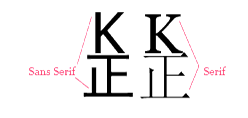 K K
Sans Serif Serif
正 正